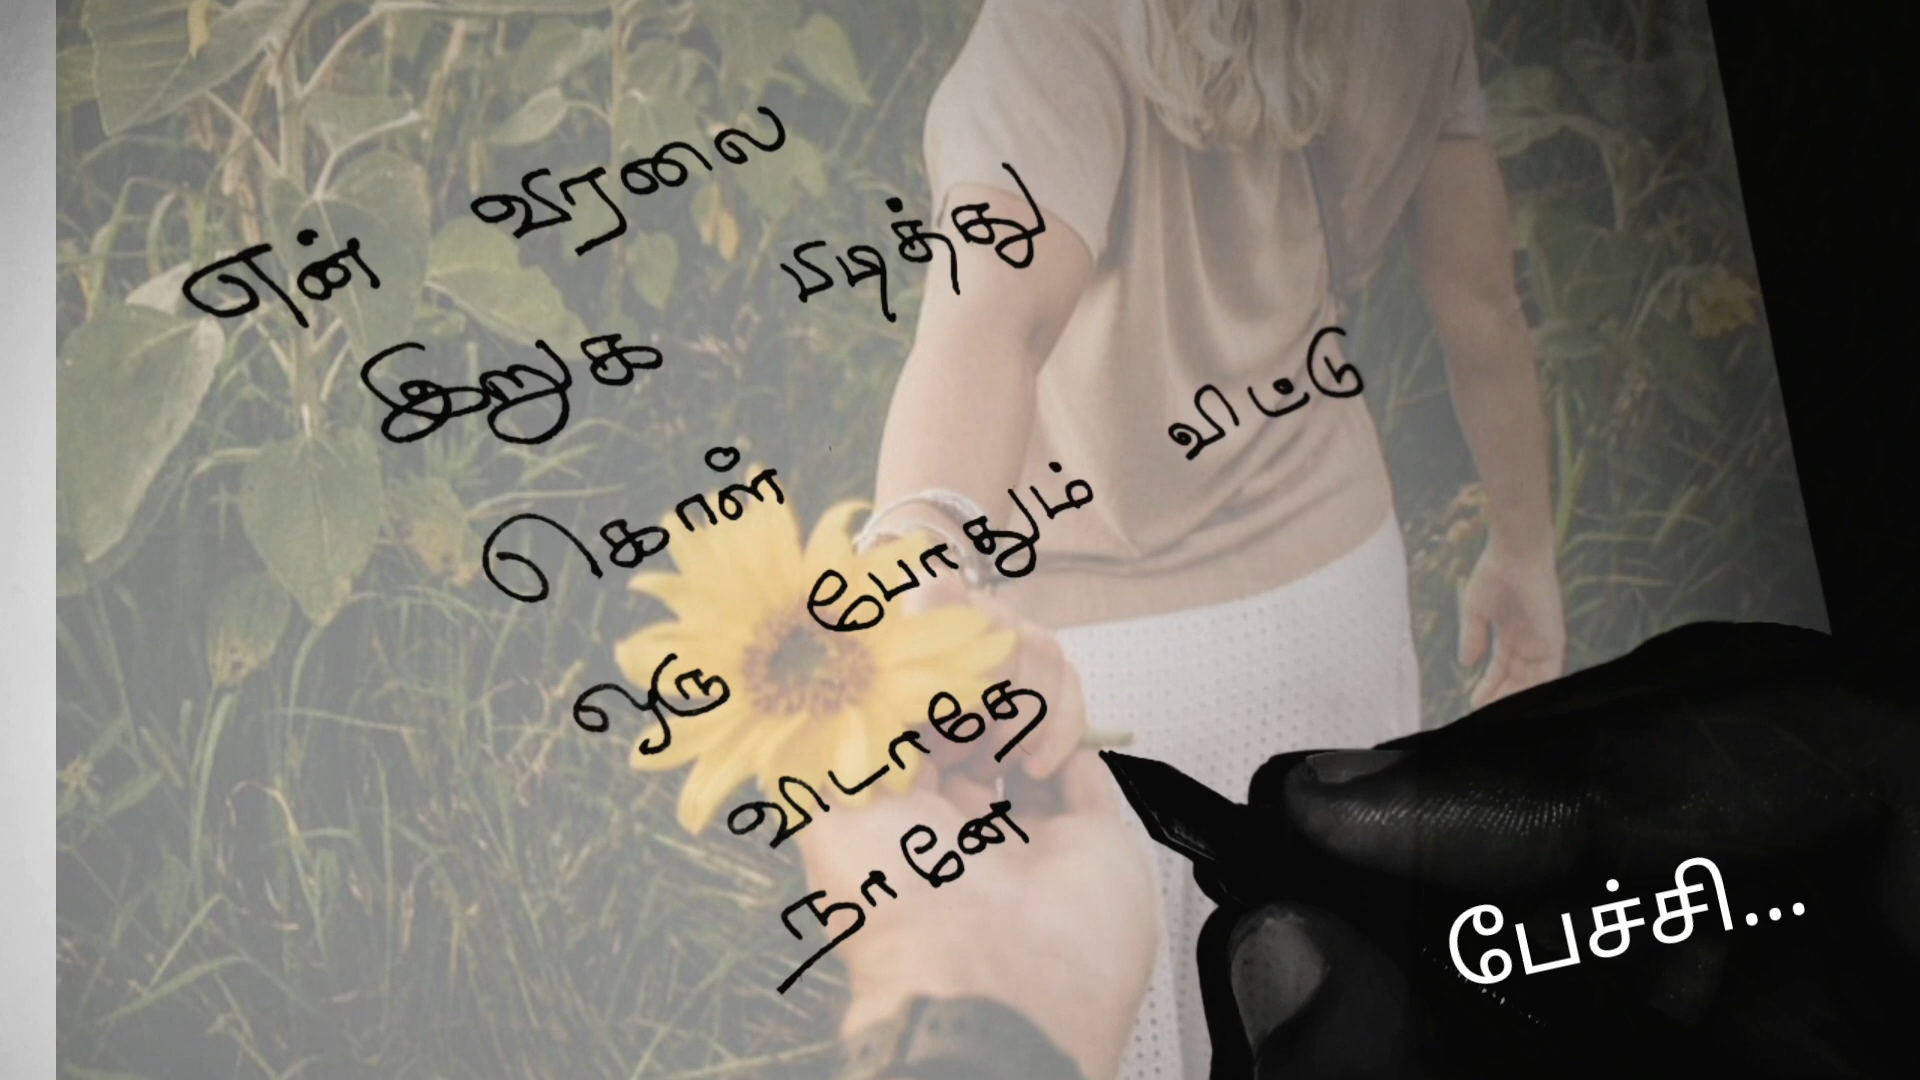 என் விரலை
இறுக பிடித்து
கொள்
ஒரு போதும் விட்டு
விடாதே
நானே
பேச்சி...